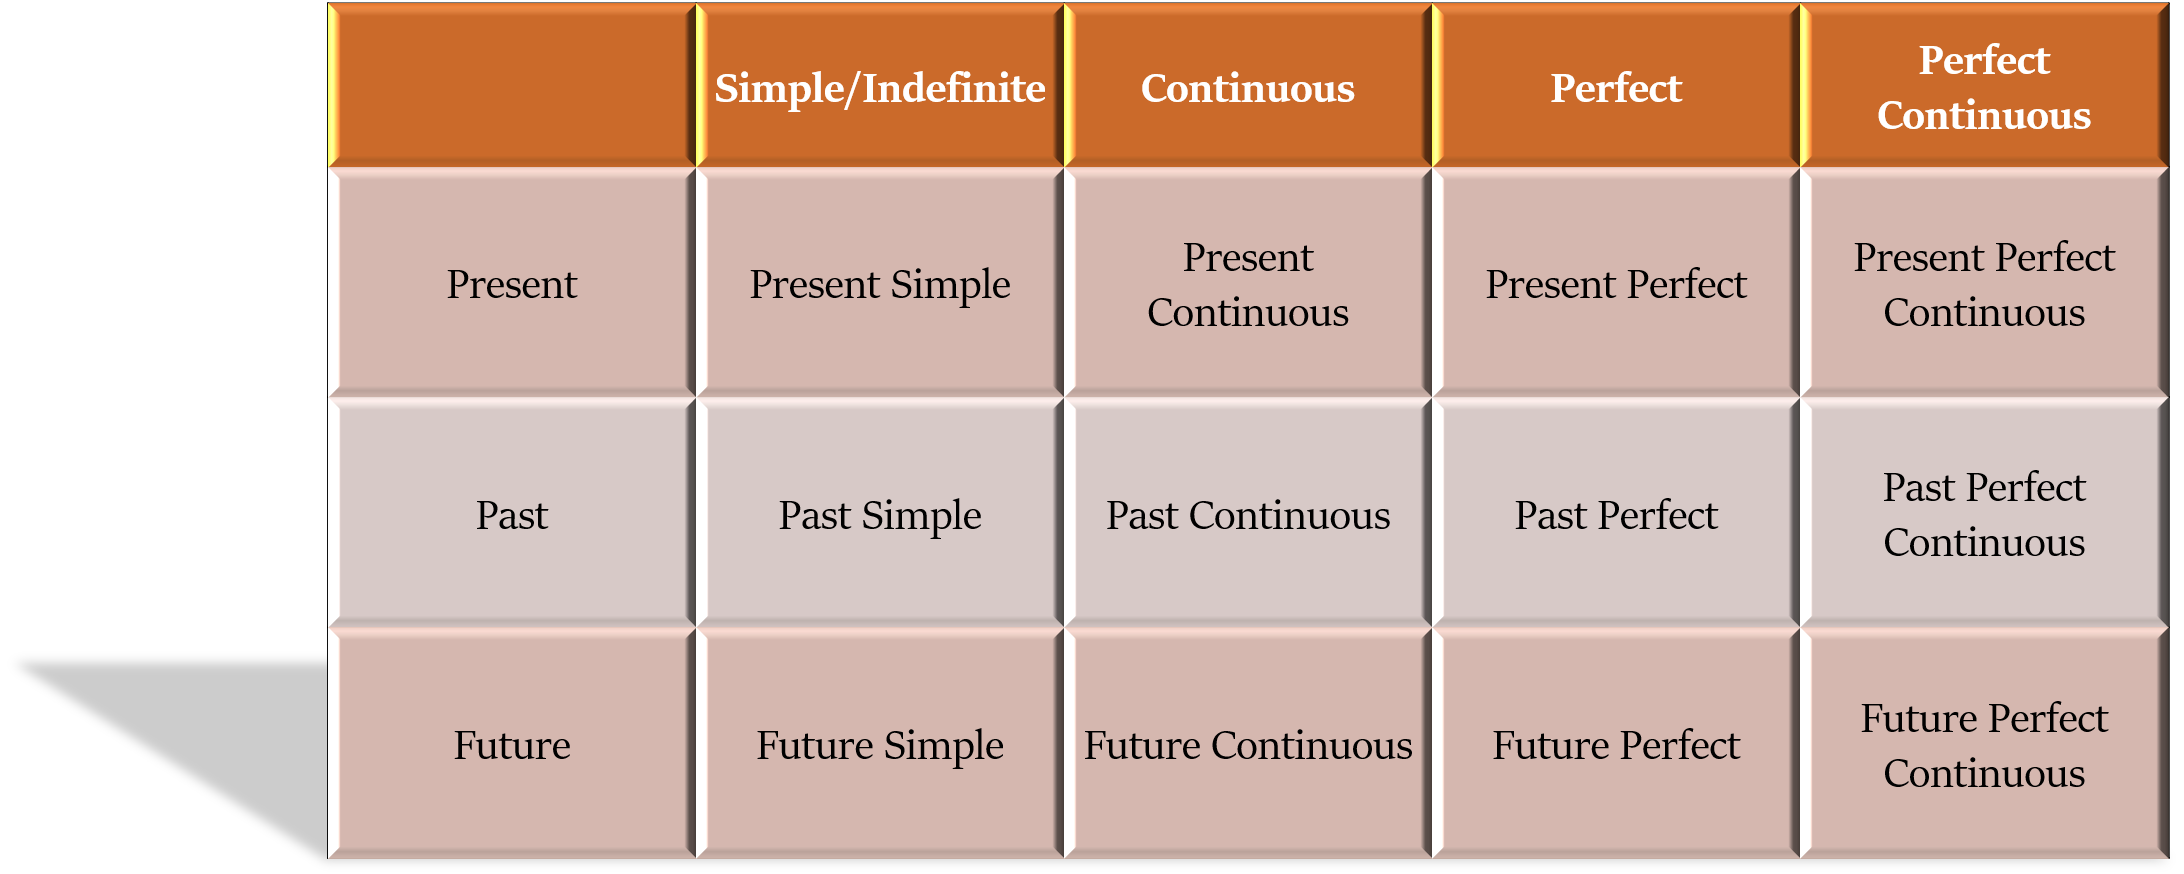 Simple/Indefinite
Continuous
Perfect
Perfect
Continuous
Present
Present Simple
Present
Continuous
Present Perfect
Present Perfect
Continuous
Past
Past Simple
Past Continuous
Past Perfect
Past Perfect
Continuous
Future
Future Simple
Future Continuous
Future Perfect
Future Perfect
Continuous